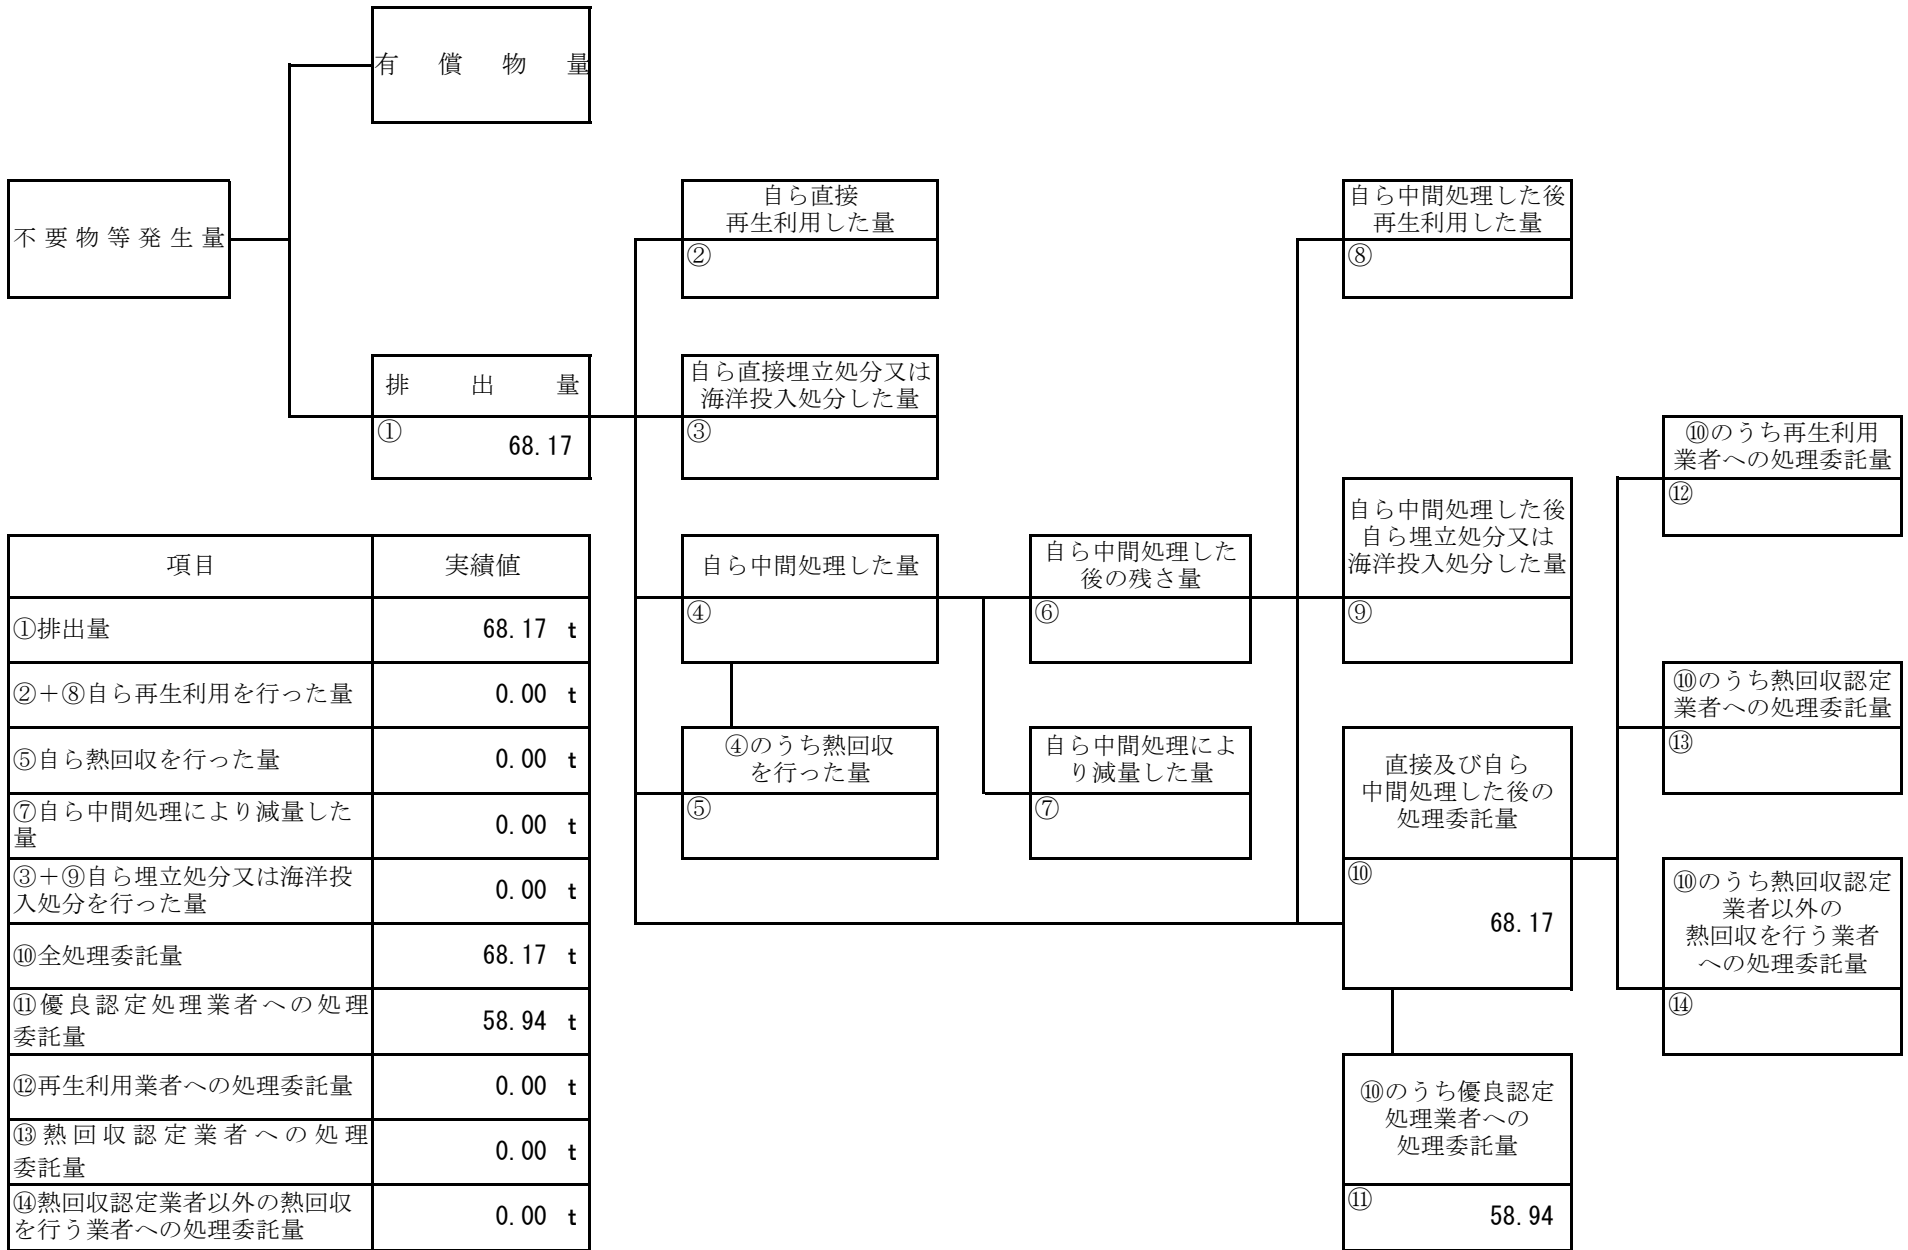 有償物量
不要物等発生量
排出量
①
68.17
自ら直接
再生利用した量
②
自ら直接埋立処分又は
海洋投入処分した量
③
自ら中間処理した量
④
④のうち熱回収
を行った量
⑤
自ら中間処理した
後の残さ量
⑥
自ら中間処理によ
り減量した量
⑦
自ら中間処理した後
再生利用した量
⑧
自ら中間処理した後
自ら埋立処分又は
海洋投入処分した量
⑨
直接及び自ら
中間処理した後の
処理委託量
⑩
68.17
⑩のうち優良認定
処理業者への
処理委託量
⑪
58.94
⑩のうち再生利用
業者への処理委託量
⑫
⑩のうち熱回収認定
業者への処理委託量
⑬
⑩のうち熱回収認定
業者以外の
熱回収を行う業者
への処理委託量
⑭
項目 実績値
①排出量 68.17 t
②+⑧自ら再生利用を行った量 0.00 t
⑤自ら熱回収を行った量 0.00 t
⑦自ら中間処理により減量した
量 0.00 t
③+⑨自ら埋立処分又は海洋投
入処分を行った量 0.00 t
⑩全処理委託量 68.17 t
⑪優良認定処理業者への処理
委託量 58.94 t
⑫再生利用業者への処理委託量 0.00 t
⑬熱回収認定業者への処理
委託量 0.00 t
⑭熱回収認定業者以外の熱回収
を行う業者への処理委託量 0.00 t